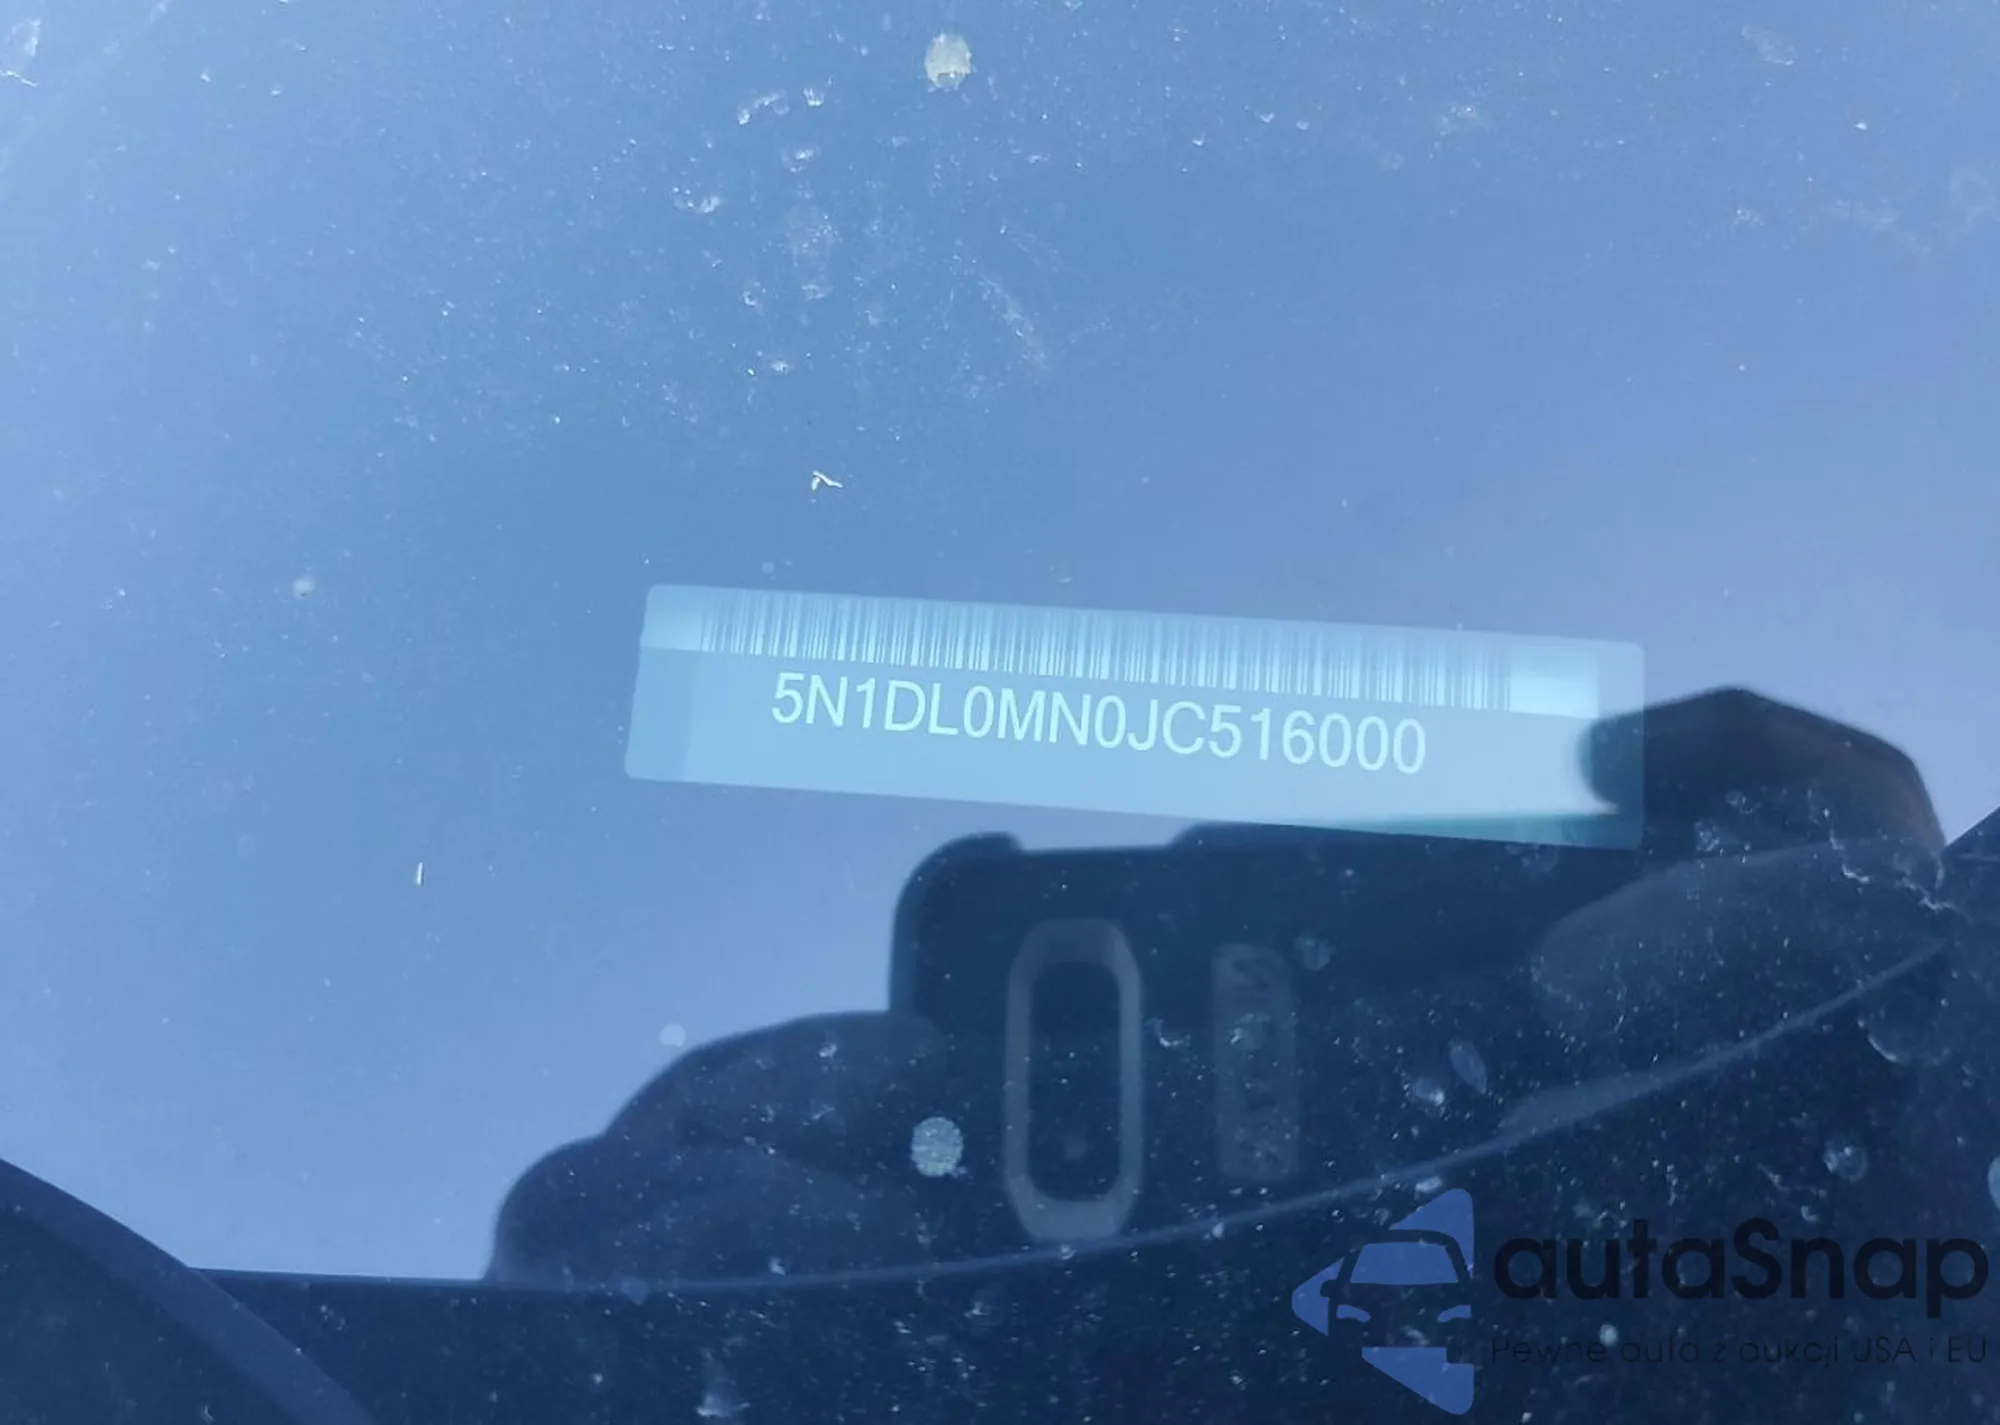 5N1DL0MN0JC516000
autaSnap
Pewne auta z aukcji USA i EU